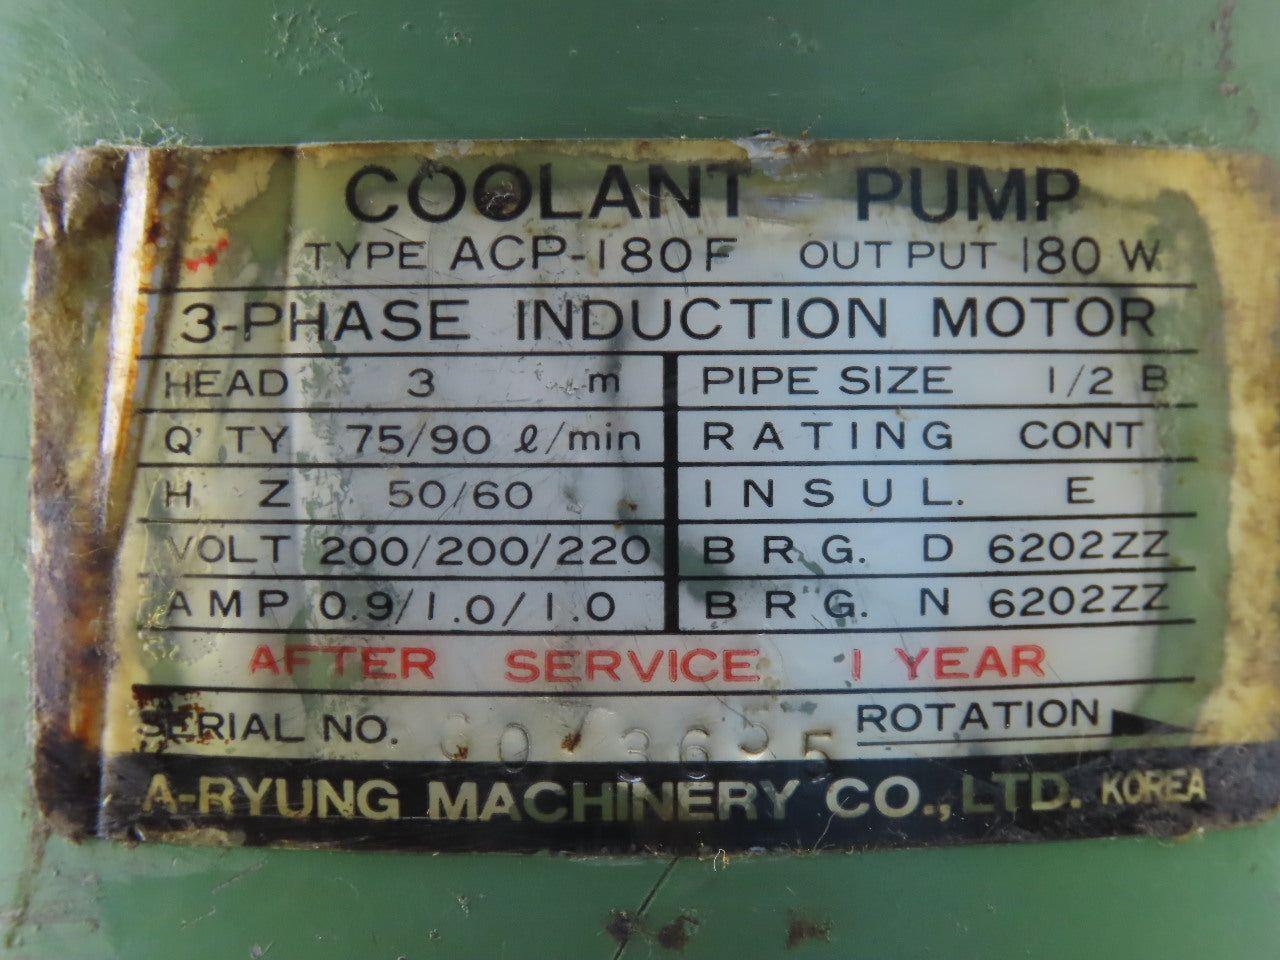 COOLANT PUMP
TYPE ACP-180F OUTPUT 180 W
3-PHASE INDUCTION MOTOR
HEAD 3 m PIPE SIZE 1/2 B
Q'TY 75/90 ℓ/min RATING CONT
HZ 50/60 INSUL. E
VOLT 200/200/220 BRG. D 6202ZZ
AMP 0.9/1.0/1.0 BRG. N 6202ZZ
AFTER SERVICE 1 YEAR
SERIAL NO. ROTATION
A-RYUNG MACHINERY CO., LTD. KOREA